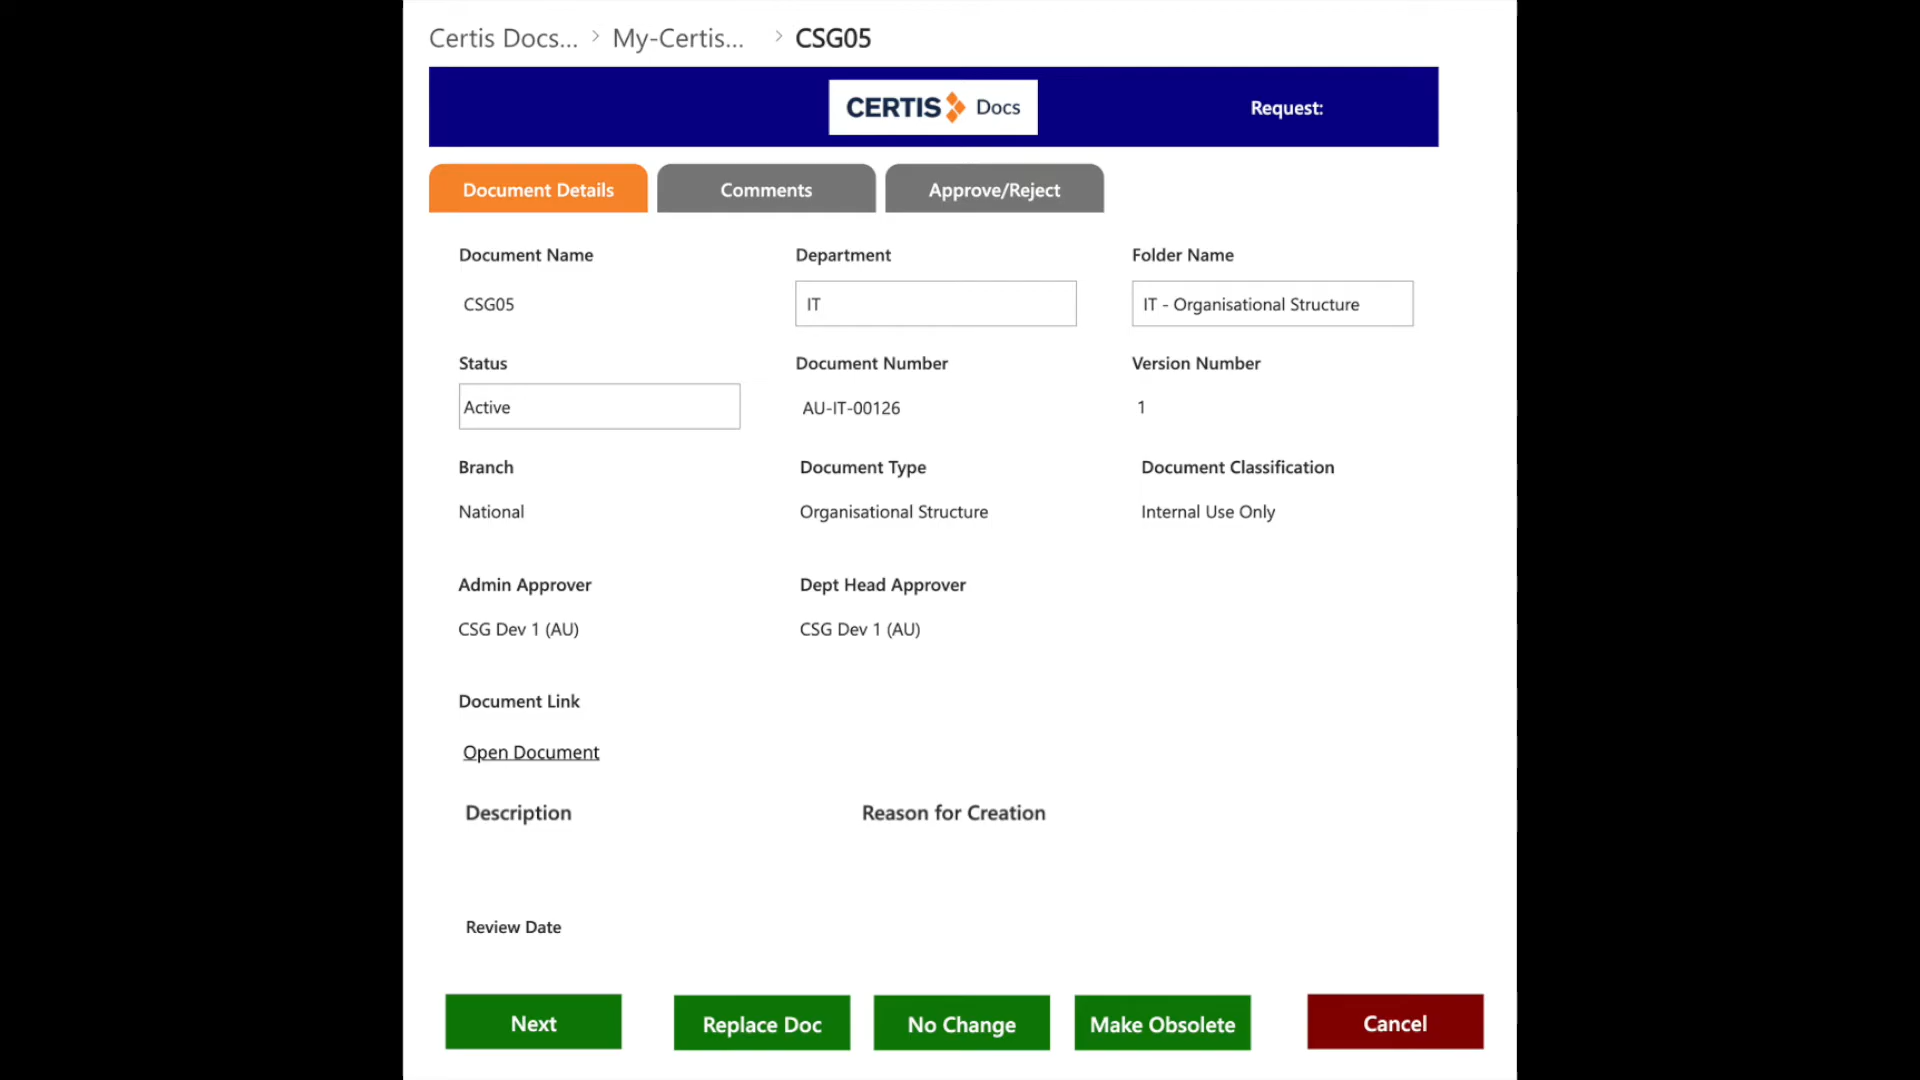 Certis Docs... > My-Certis... > CSG05
CERTIS Docs
Request:
Document Details Comments Approve/Reject
Document Name Department Folder Name
CSG05 IT IT - Organisational Structure
Status Document Number Version Number
Active AU-IT-00126 1
Branch Document Type Document Classification
National Organisational Structure Internal Use Only
Admin Approver Dept Head Approver
CSG Dev 1 (AU) CSG Dev 1 (AU)
Document Link
Open Document
Description Reason for Creation
Review Date
Next Replace Doc No Change Make Obsolete Cancel